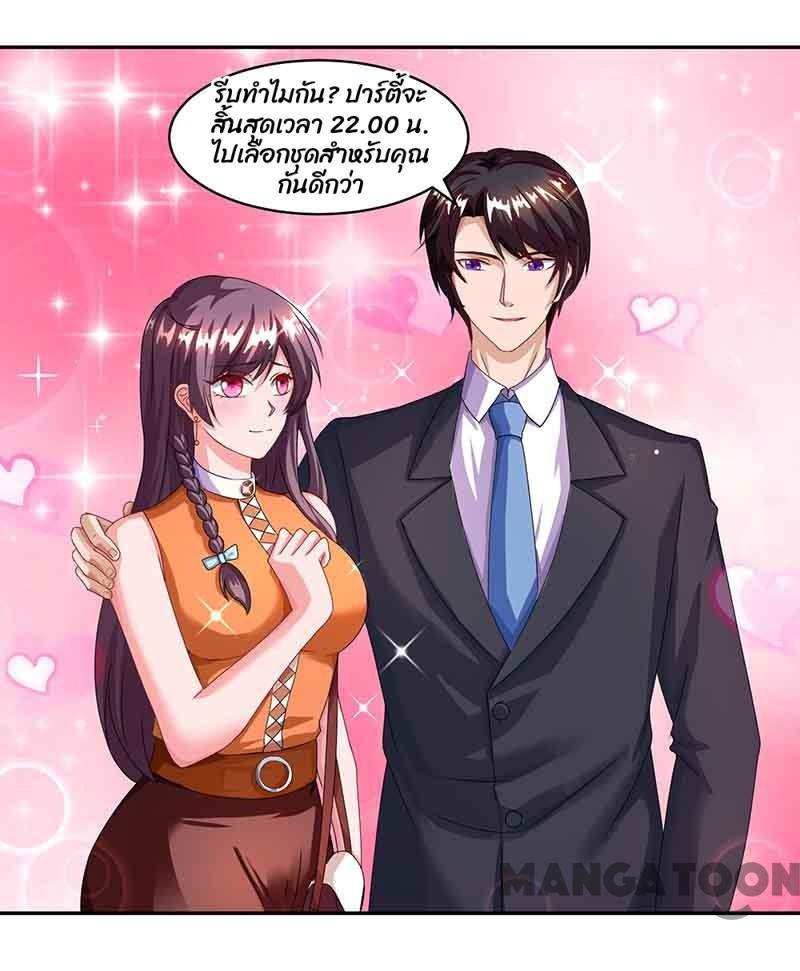 รีบทำไมกัน? ปาร์ตี้จะ
สิ้นสุดเวลา 22.00 น.
ไปเลือกชุดสำหรับคุณ
กันดีกว่า
MANGATOON